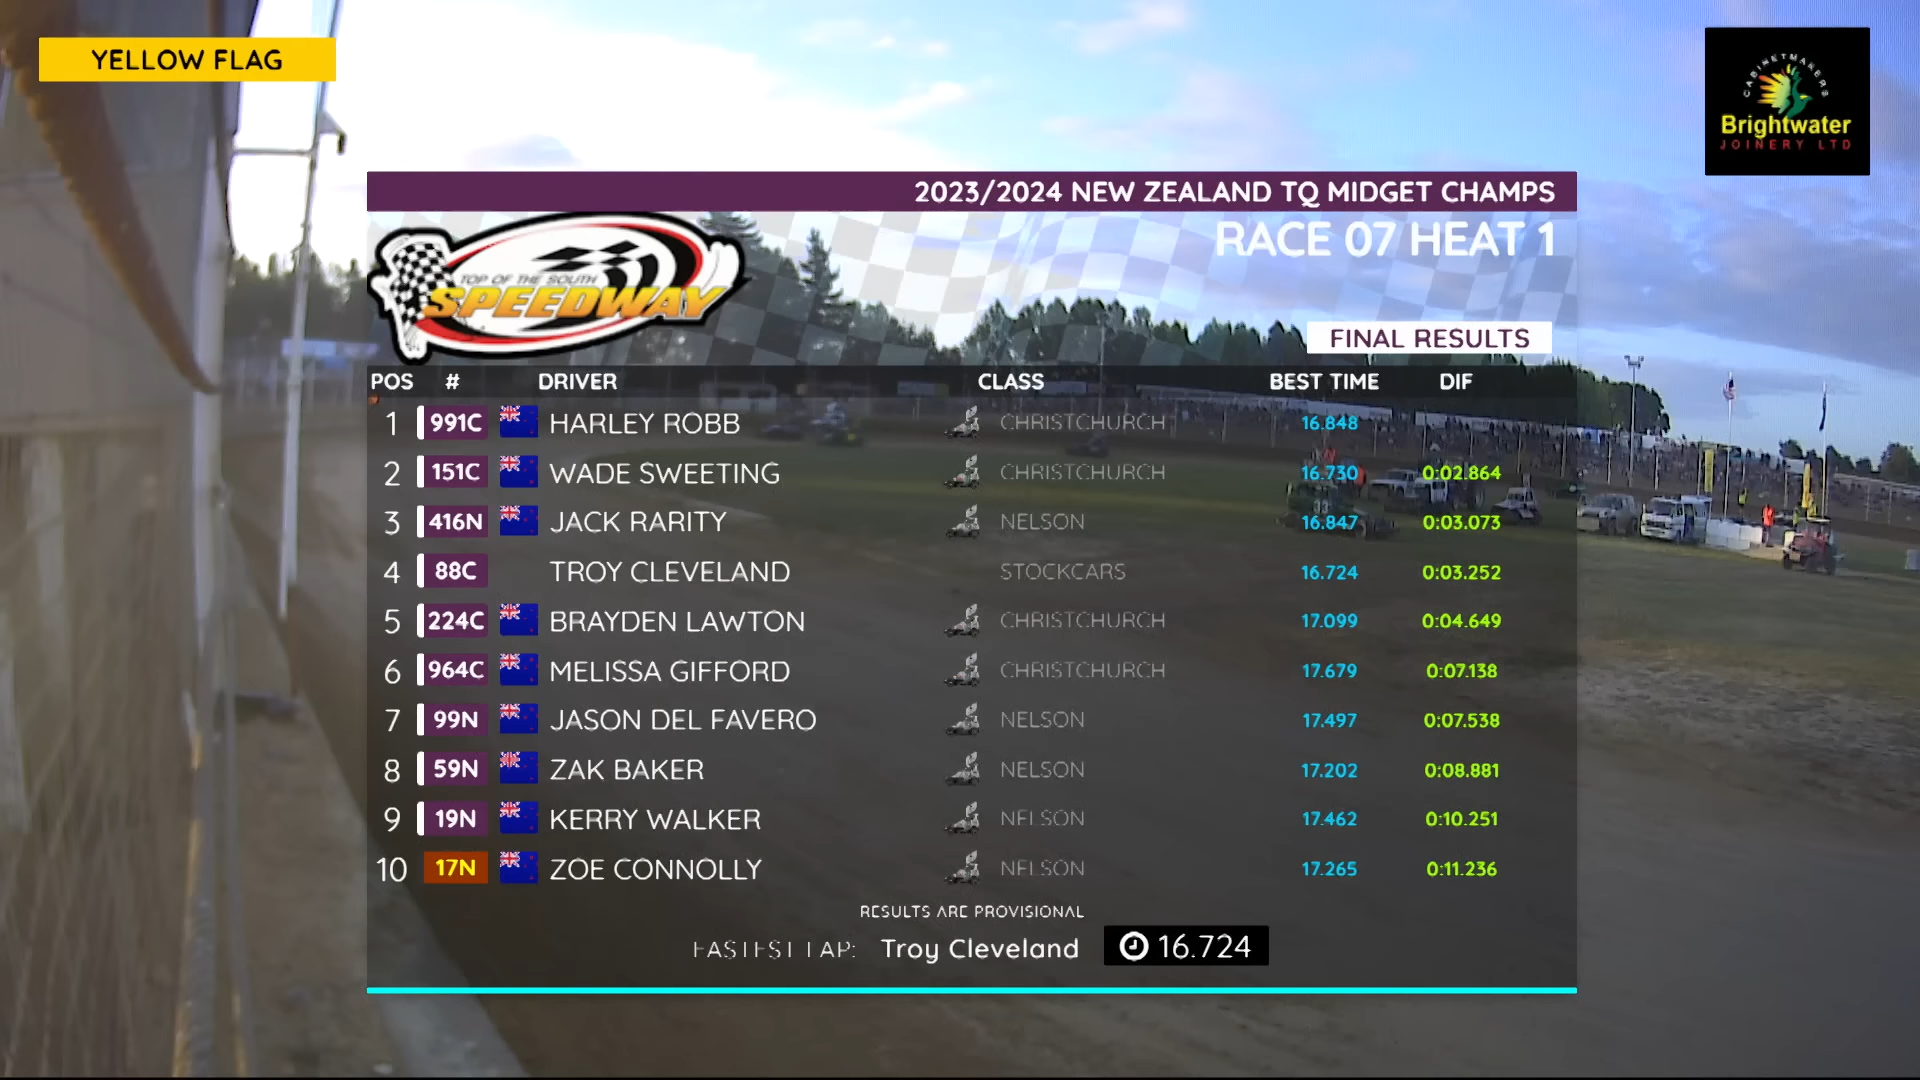 YELLOW FLAG
CABINETMAKERS
Brightwater
JOINERY LTD
2023/2024 NEW ZEALAND TQ MIDGET CHAMPS
RACE 07 HEAT 1
TOP OF THE SOUTH
SPEEDWAY
FINAL RESULTS
POS # DRIVER CLASS BEST TIME DIF
1 991C HARLEY ROBB CHRISTCHURCH 16.848
2 151C WADE SWEETING CHRISTCHURCH 16.730 0:02.864
3 416N JACK RARITY NELSON 16.847 0:03.073
4 88C TROY CLEVELAND STOCKCARS 16.724 0:03.252
5 224C BRAYDEN LAWTON CHRISTCHURCH 17.099 0:04.649
6 964C MELISSA GIFFORD CHRISTCHURCH 17.679 0:07.138
7 99N JASON DEL FAVERO NELSON 17.497 0:07.538
8 59N ZAK BAKER NELSON 17.202 0:08.881
9 19N KERRY WALKER NELSON 17.462 0:10.251
10 17N ZOE CONNOLLY NELSON 17.265 0:11.236
RESULTS ARE PROVISIONAL
FASTEST LAP: Troy Cleveland 16.724